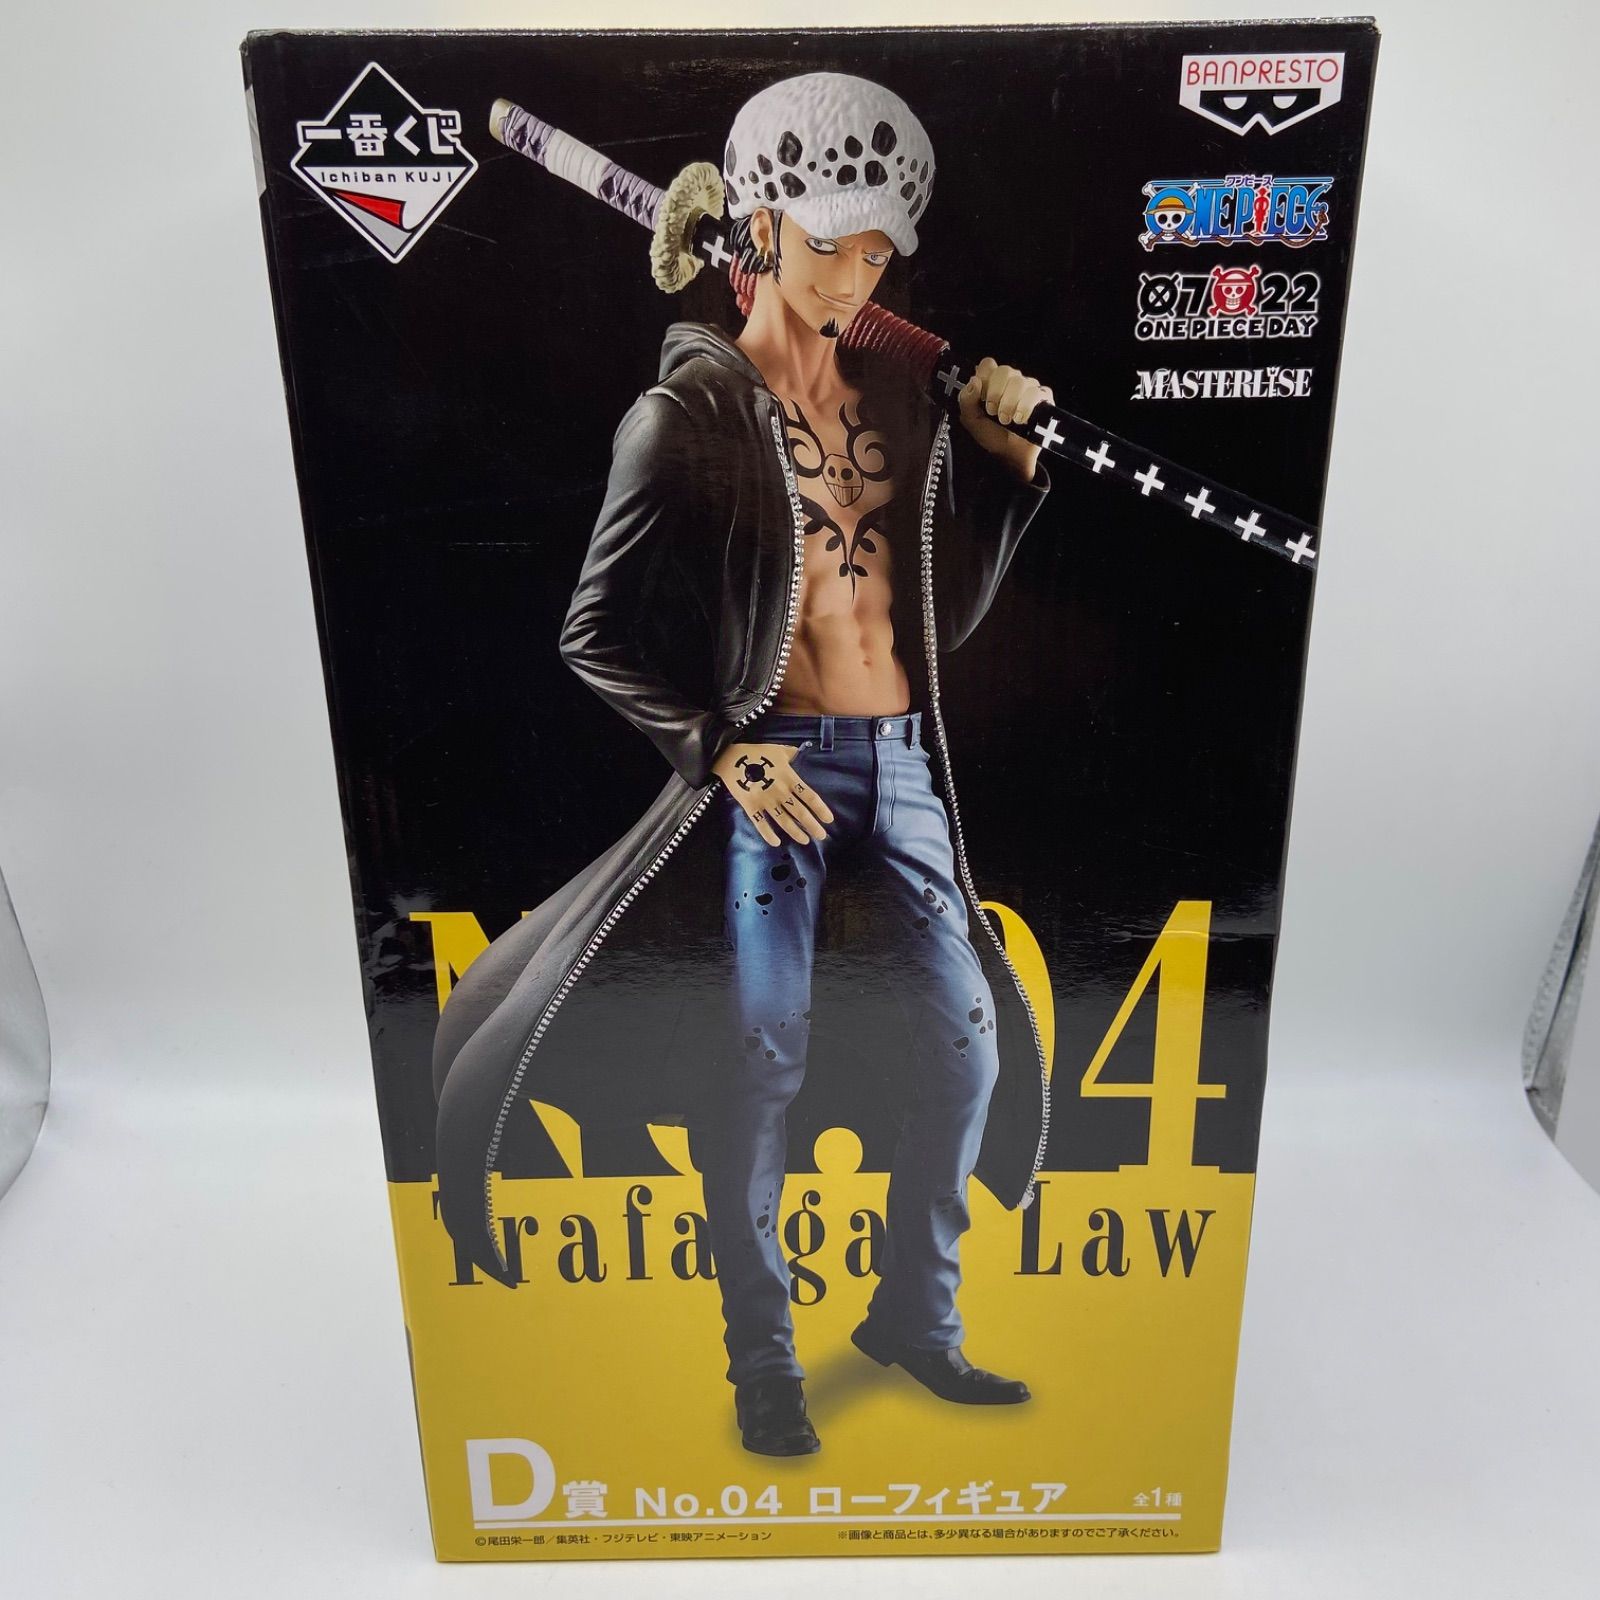 一番くじ
Ichiban KUJI
BANPRESTO
ワンピース
ONE PIECE
07 22
ONE PIECE DAY
MASTERLISE
EATH
No.04
Trafalgar Law
D賞 No.04 ローフィギュア 全1種
©尾田栄一郎/集英社・フジテレビ・東映アニメーション
※画像と商品とは、多少異なる場合がありますのでご了承ください。